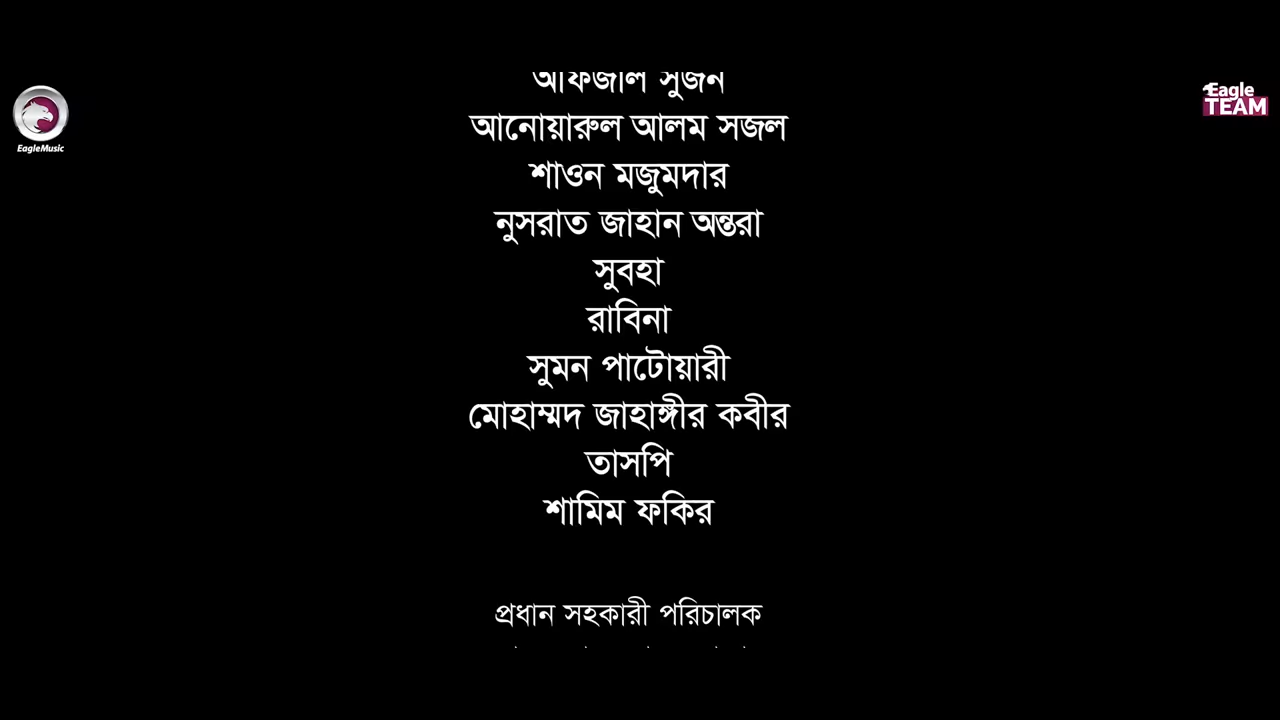 আফজাল সুজন
আনোয়ারুল আলম সজল
শাওন মজুমদার
নুসরাত জাহান অন্তরা
সুবহা
রাবিনা
সুমন পাটোয়ারী
মোহাম্মদ জাহাঙ্গীর কবীর
তাসপি
শামিম ফকির
প্রধান সহকারী পরিচালক
EagleMusic
Eagle
TEAM